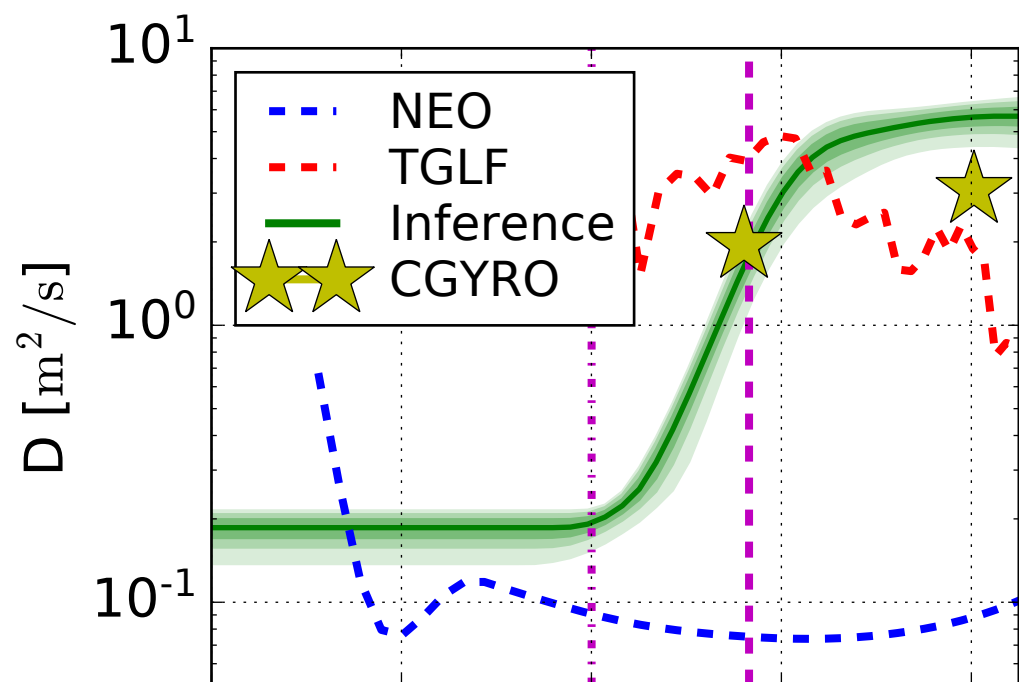 10¹
NEO
TGLF
Inference
CGYRO
10⁰
D [m²/s]
10⁻¹